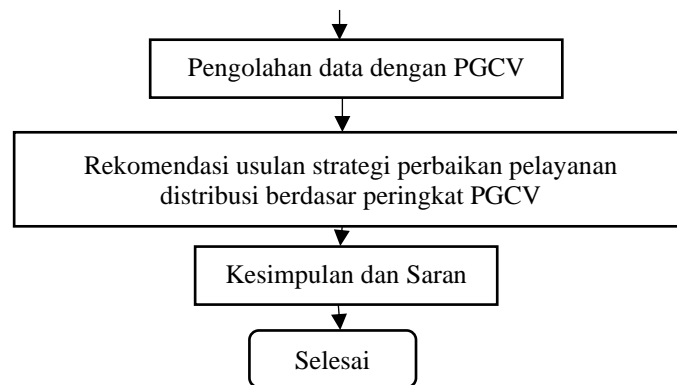 Pengolahan data dengan PGCV
Rekomendasi usulan strategi perbaikan pelayanan
distribusi berdasar peringkat PGCV
Kesimpulan dan Saran
Selesai